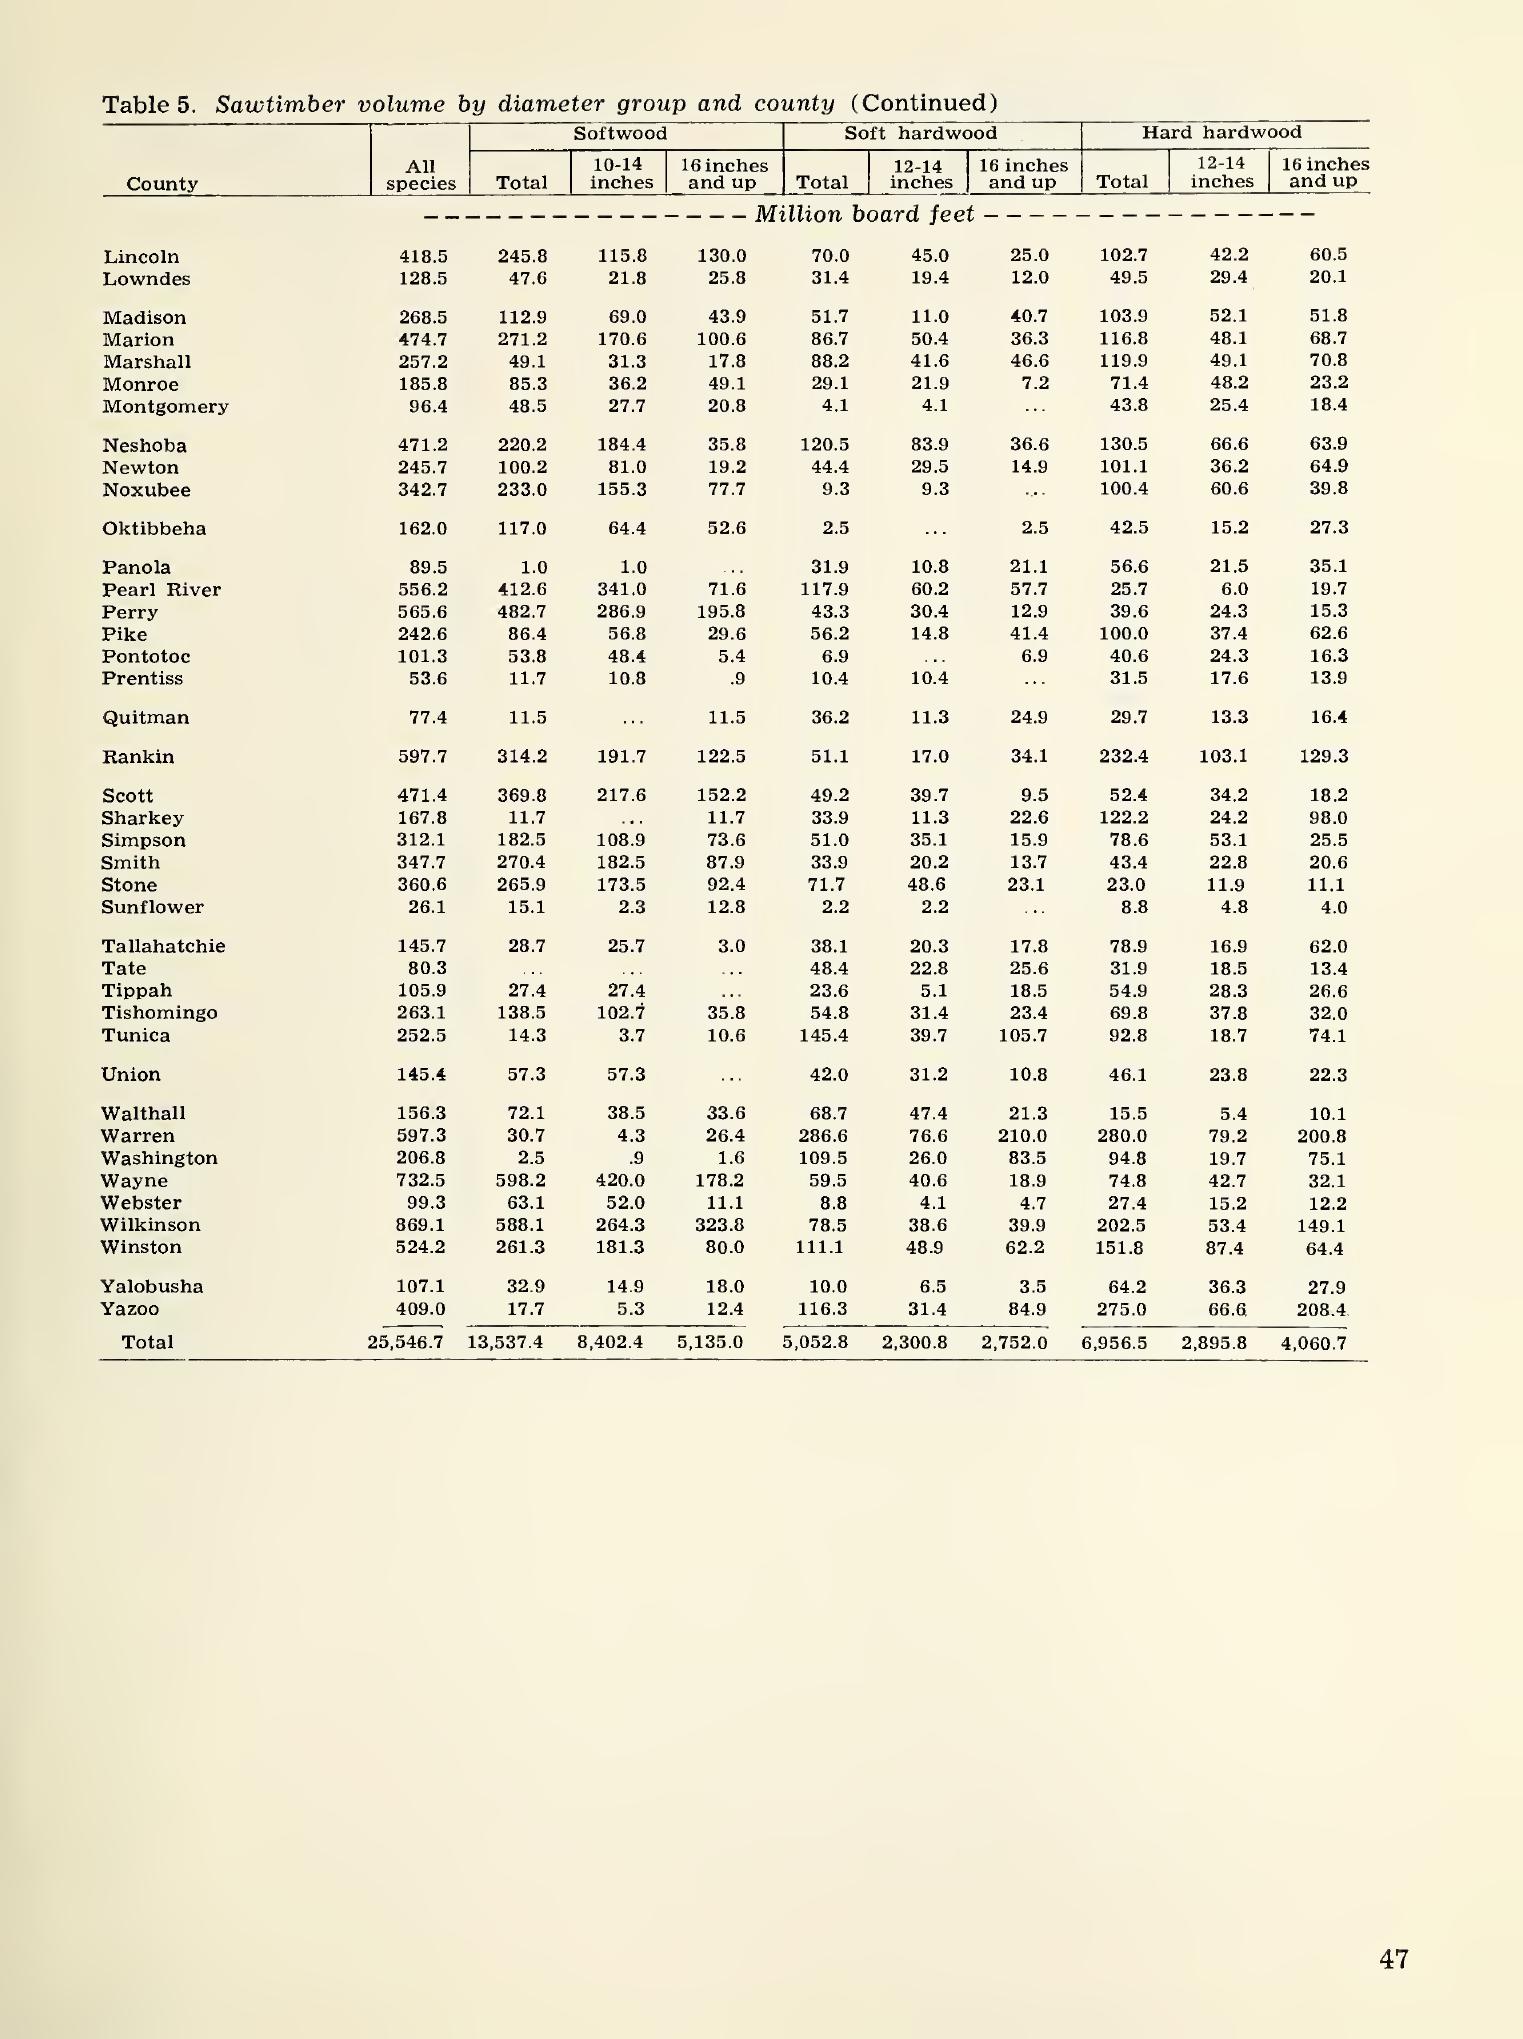 Table 5. Sawtimber volume by diameter group and county (Continued)
Softwood Soft hardwood Hard hardwood
All 10-14 16 inches 12-14 16 inches 12-14 16 inches
County species Total inches and up Total inches and up Total inches and up
Million board feet
Lincoln 418.5 245.8 115.8 130.0 70.0 45.0 25.0 102.7 42.2 60.5
Lowndes 128.5 47.6 21.8 25.8 31.4 19.4 12.0 49.5 29.4 20.1
Madison 268.5 112.9 69.0 43.9 51.7 11.0 40.7 103.9 52.1 51.8
Marion 474.7 271.2 170.6 100.6 86.7 50.4 36.3 116.8 48.1 68.7
Marshall 257.2 49.1 31.3 17.8 88.2 41.6 46.6 119.9 49.1 70.8
Monroe 185.8 85.3 36.2 49.1 29.1 21.9 7.2 71.4 48.2 23.2
Montgomery 96.4 48.5 27.7 20.8 4.1 4.1 ... 43.8 25.4 18.4
Neshoba 471.2 220.2 184.4 35.8 120.5 83.9 36.6 130.5 66.6 63.9
Newton 245.7 100.2 81.0 19.2 44.4 29.5 14.9 101.1 36.2 64.9
Noxubee 342.7 233.0 155.3 77.7 9.3 9.3 ... 100.4 60.6 39.8
Oktibbeha 162.0 117.0 64.4 52.6 2.5 ... 2.5 42.5 15.2 27.3
Panola 89.5 1.0 1.0 ... 31.9 10.8 21.1 56.6 21.5 35.1
Pearl River 556.2 412.6 341.0 71.6 117.9 60.2 57.7 25.7 6.0 19.7
Perry 565.6 482.7 286.9 195.8 43.3 30.4 12.9 39.6 24.3 15.3
Pike 242.6 86.4 56.8 29.6 56.2 14.8 41.4 100.0 37.4 62.6
Pontotoc 101.3 53.8 48.4 5.4 6.9 ... 6.9 40.6 24.3 16.3
Prentiss 53.6 11.7 10.8 .9 10.4 10.4 ... 31.5 17.6 13.9
Quitman 77.4 11.5 ... 11.5 36.2 11.3 24.9 29.7 13.3 16.4
Rankin 597.7 314.2 191.7 122.5 51.1 17.0 34.1 232.4 103.1 129.3
Scott 471.4 369.8 217.6 152.2 49.2 39.7 9.5 52.4 34.2 18.2
Sharkey 167.8 11.7 ... 11.7 33.9 11.3 22.6 122.2 24.2 98.0
Simpson 312.1 182.5 108.9 73.6 51.0 35.1 15.9 78.6 53.1 25.5
Smith 347.7 270.4 182.5 87.9 33.9 20.2 13.7 43.4 22.8 20.6
Stone 360.6 265.9 173.5 92.4 71.7 48.6 23.1 23.0 11.9 11.1
Sunflower 26.1 15.1 2.3 12.8 2.2 2.2 ... 8.8 4.8 4.0
Tallahatchie 145.7 28.7 25.7 3.0 38.1 20.3 17.8 78.9 16.9 62.0
Tate 80.3 ... ... ... 48.4 22.8 25.6 31.9 18.5 13.4
Tippah 105.9 27.4 27.4 ... 23.6 5.1 18.5 54.9 28.3 26.6
Tishomingo 263.1 138.5 102.7 35.8 54.8 31.4 23.4 69.8 37.8 32.0
Tunica 252.5 14.3 3.7 10.6 145.4 39.7 105.7 92.8 18.7 74.1
Union 145.4 57.3 57.3 ... 42.0 31.2 10.8 46.1 23.8 22.3
Walthall 156.3 72.1 38.5 33.6 68.7 47.4 21.3 15.5 5.4 10.1
Warren 597.3 30.7 4.3 26.4 286.6 76.6 210.0 280.0 79.2 200.8
Washington 206.8 2.5 .9 1.6 109.5 26.0 83.5 94.8 19.7 75.1
Wayne 732.5 598.2 420.0 178.2 59.5 40.6 18.9 74.8 42.7 32.1
Webster 99.3 63.1 52.0 11.1 8.8 4.1 4.7 27.4 15.2 12.2
Wilkinson 869.1 588.1 264.3 323.8 78.5 38.6 39.9 202.5 53.4 149.1
Winston 524.2 261.3 181.3 80.0 111.1 48.9 62.2 151.8 87.4 64.4
Yalobusha 107.1 32.9 14.9 18.0 10.0 6.5 3.5 64.2 36.3 27.9
Yazoo 409.0 17.7 5.3 12.4 116.3 31.4 84.9 275.0 66.6 208.4
Total 25,546.7 13,537.4 8,402.4 5,135.0 5,052.8 2,300.8 2,752.0 6,956.5 2,895.8 4,060.7
47